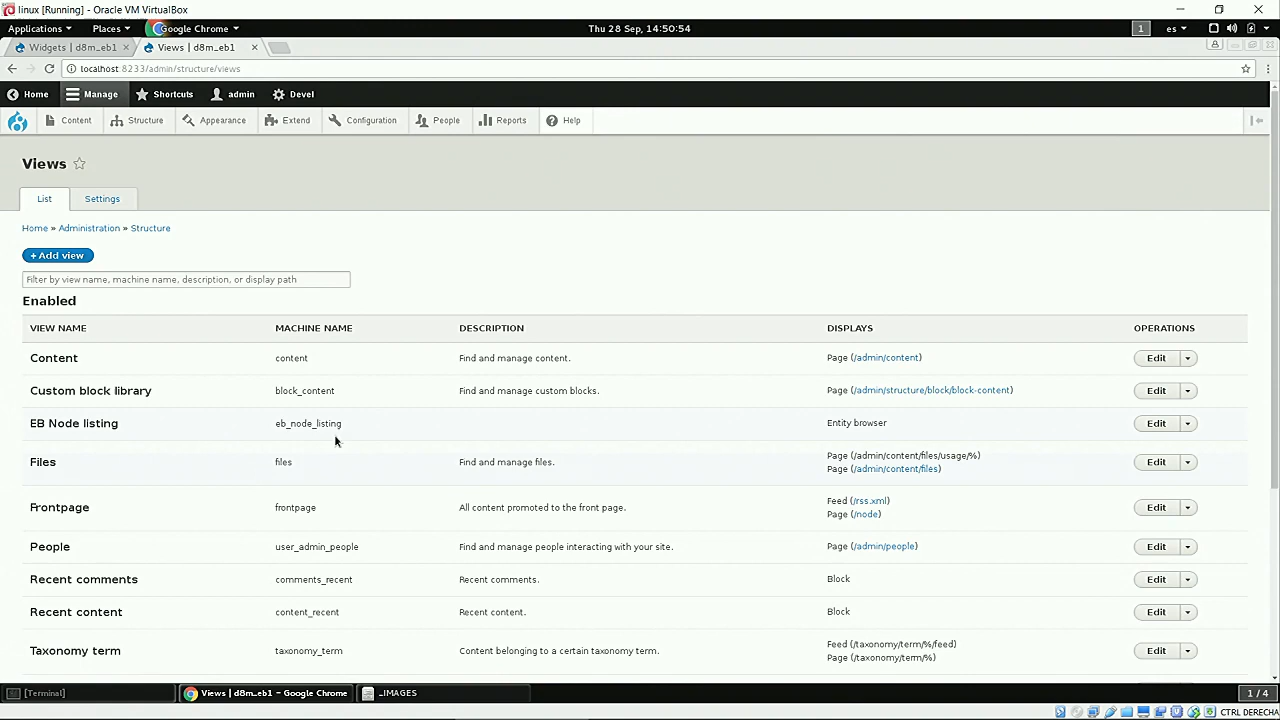 linux [Running] - Oracle VM VirtualBox
Applications Places Google Chrome Thu 28 Sep, 14:50:54 1 es
Widgets | d8m_eb1 Views | d8m_eb1
localhost:8233/admin/structure/views
Home Manage Shortcuts admin Devel
Content Structure Appearance Extend Configuration People Reports Help
Views
List Settings
Home » Administration » Structure
+ Add view
Filter by view name, machine name, description, or display path
Enabled
VIEW NAME MACHINE NAME DESCRIPTION DISPLAYS OPERATIONS
Content content Find and manage content. Page (/admin/content) Edit
Custom block library block_content Find and manage custom blocks. Page (/admin/structure/block/block-content) Edit
EB Node listing eb_node_listing Entity browser Edit
Files files Find and manage files. Page (/admin/content/files/usage/%) Edit
Page (/admin/content/files)
Frontpage frontpage All content promoted to the front page. Feed (/rss.xml) Edit
Page (/node)
People user_admin_people Find and manage people interacting with your site. Page (/admin/people) Edit
Recent comments comments_recent Recent comments. Block Edit
Recent content content_recent Recent content. Block Edit
Taxonomy term taxonomy_term Content belonging to a certain taxonomy term. Feed (/taxonomy/term/%/feed) Edit
Page (/taxonomy/term/%)
[Terminal] Views | d8m_eb1 - Google Chrome _IMAGES 1 / 4
CTRL DERECHA